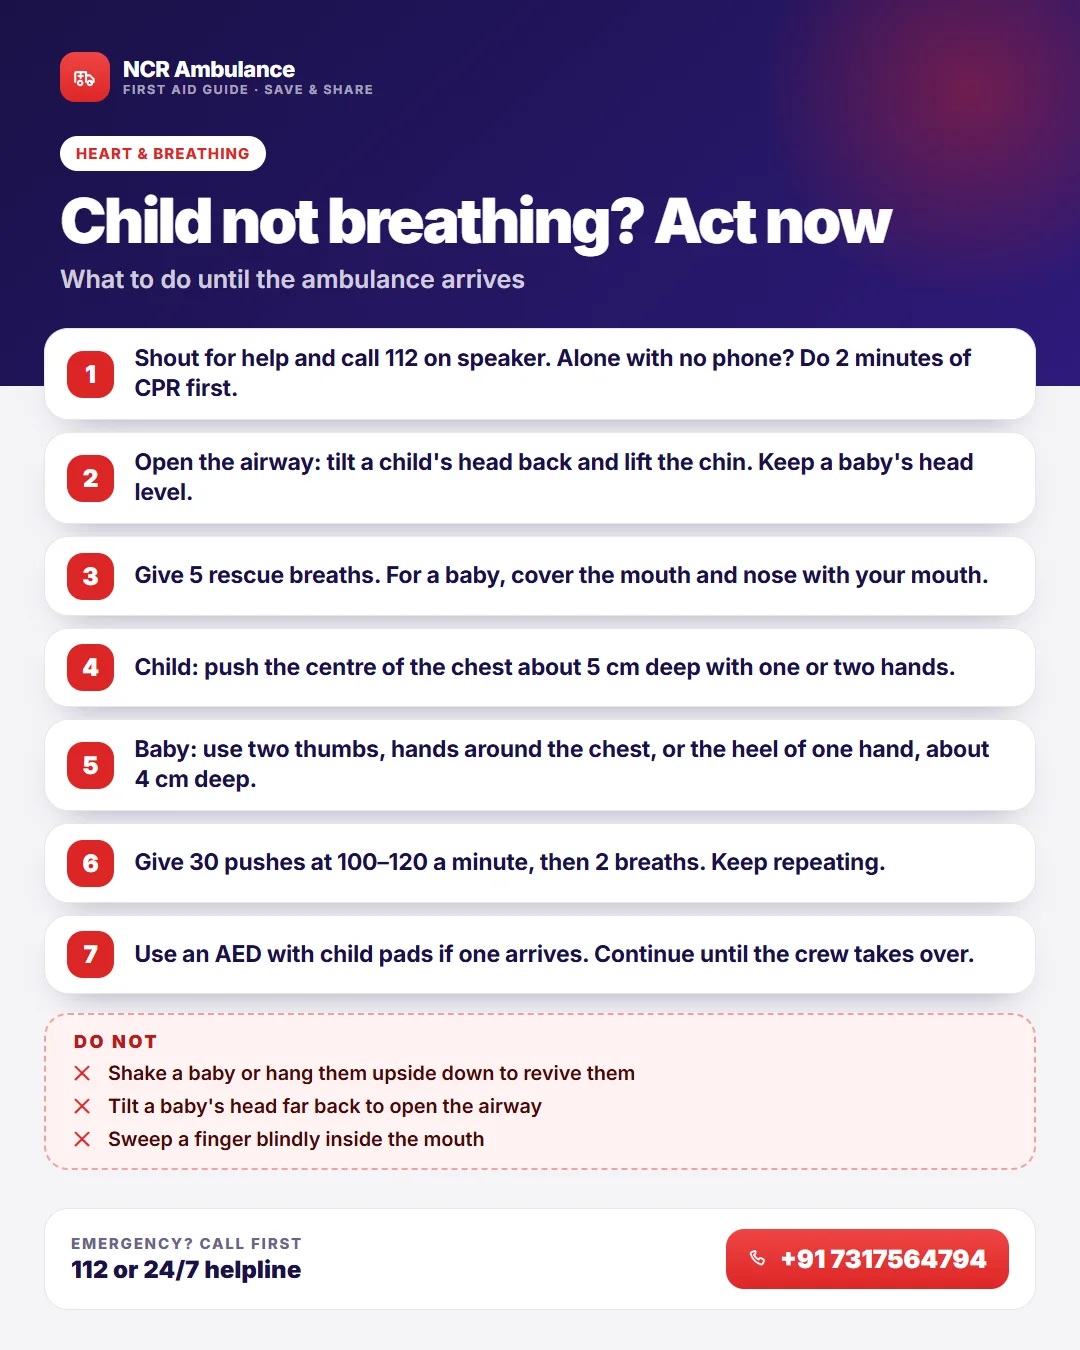 NCR Ambulance
FIRST AID GUIDE · SAVE & SHARE
HEART & BREATHING
Child not breathing? Act now
What to do until the ambulance arrives
1
Shout for help and call 112 on speaker. Alone with no phone? Do 2 minutes of
CPR first.
2
Open the airway: tilt a child's head back and lift the chin. Keep a baby's head
level.
3
Give 5 rescue breaths. For a baby, cover the mouth and nose with your mouth.
4
Child: push the centre of the chest about 5 cm deep with one or two hands.
5
Baby: use two thumbs, hands around the chest, or the heel of one hand, about
4 cm deep.
6
Give 30 pushes at 100–120 a minute, then 2 breaths. Keep repeating.
7
Use an AED with child pads if one arrives. Continue until the crew takes over.
DO NOT
Shake a baby or hang them upside down to revive them
Tilt a baby's head far back to open the airway
Sweep a finger blindly inside the mouth
EMERGENCY? CALL FIRST
112 or 24/7 helpline
+91 7317564794